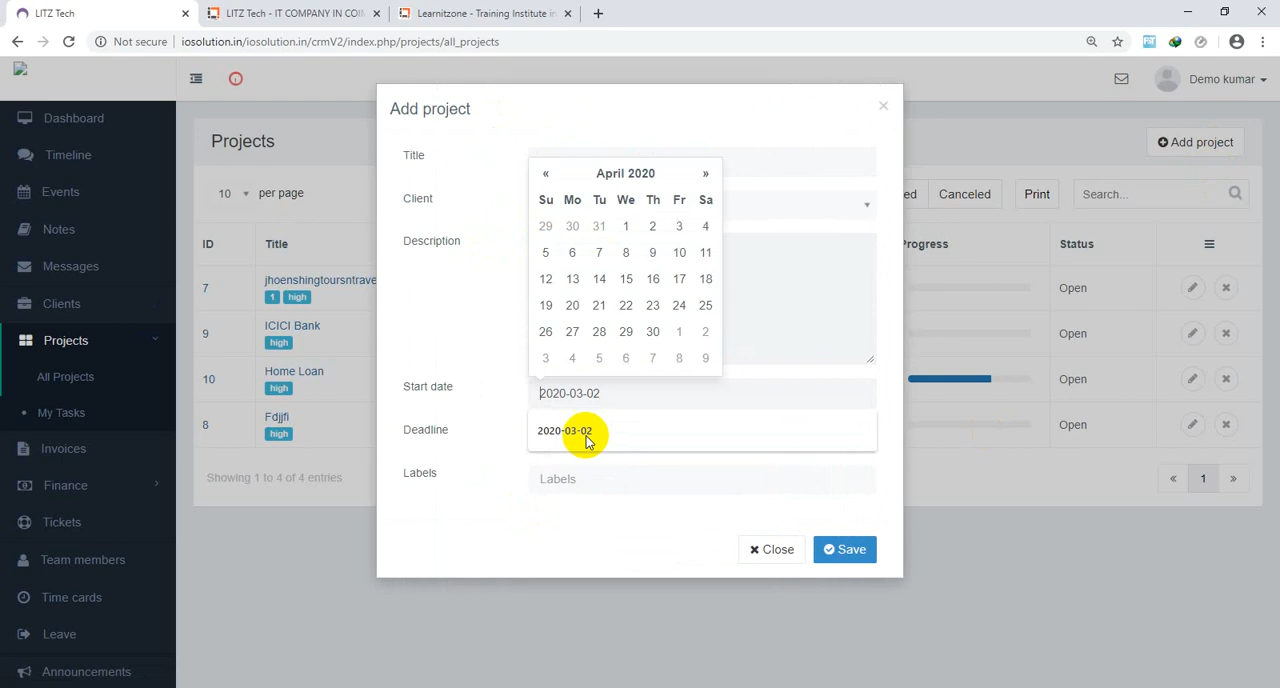 LITZ Tech
LITZ Tech - IT COMPANY IN COI
Learnitzone - Training Institute in
Not secure
iosolution.in/iosolution.in/crmV2/index.php/projects/all_projects
Demo kumar
Dashboard
Timeline
Events
Notes
Messages
Clients
Projects
All Projects
My Tasks
Invoices
Finance
Tickets
Team members
Time cards
Leave
Announcements
Projects
Add project
10 per page
Canceled
Print
Search...
ID Title
Progress
Status
7 jhoenshingtoursntrave
1 high
Open
9 ICICI Bank
high
Open
10 Home Loan
high
Open
8 Fdjjfi
high
Open
Showing 1 to 4 of 4 entries
« 1 »
Add project
×
Title
Client
Description
« April 2020 »
Su Mo Tu We Th Fr Sa
29 30 31 1 2 3 4
5 6 7 8 9 10 11
12 13 14 15 16 17 18
19 20 21 22 23 24 25
26 27 28 29 30 1 2
3 4 5 6 7 8 9
Start date
2020-03-02
Deadline
2020-03-02
Labels
Labels
Close
Save